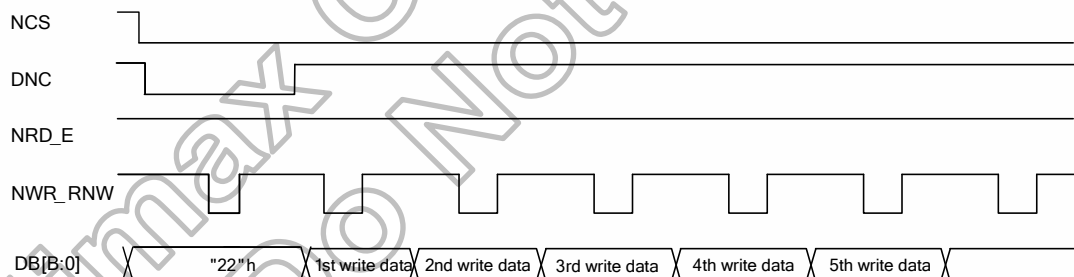 NCS
DNC
NRD_E
NWR_RNW
DB[B:0] "22"h 1st write data 2nd write data 3rd write data 4th write data 5th write data